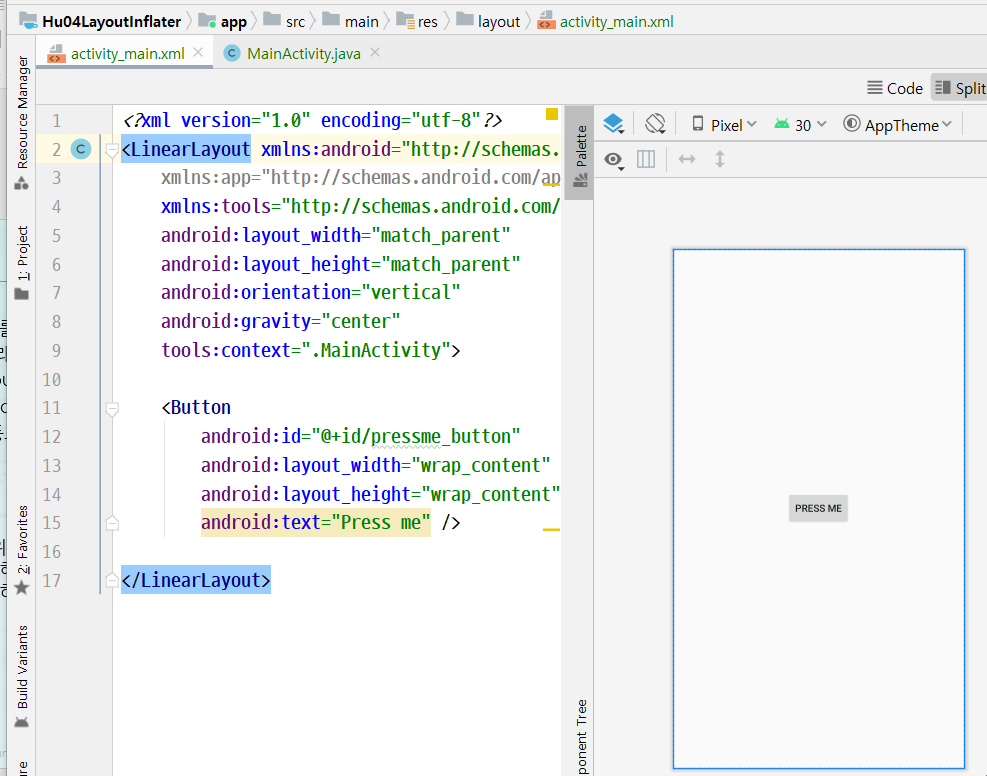 Hu04LayoutInflater app src main res layout activity_main.xml
activity_main.xml MainActivity.java
Code Split
Resource Manager
1: Project
2: Favorites
Build Variants
1 <?xml version="1.0" encoding="utf-8"?>
2 <LinearLayout xmlns:android="http://schemas.
3 xmlns:app="http://schemas.android.com/ap
4 xmlns:tools="http://schemas.android.com/
5 android:layout_width="match_parent"
6 android:layout_height="match_parent"
7 android:orientation="vertical"
8 android:gravity="center"
9 tools:context=".MainActivity">
10
11 <Button
12 android:id="@+id/pressme_button"
13 android:layout_width="wrap_content"
14 android:layout_height="wrap_content"
15 android:text="Press me" />
16
17 </LinearLayout>
Palette
ponent Tree
Pixel 30 AppTheme
PRESS ME